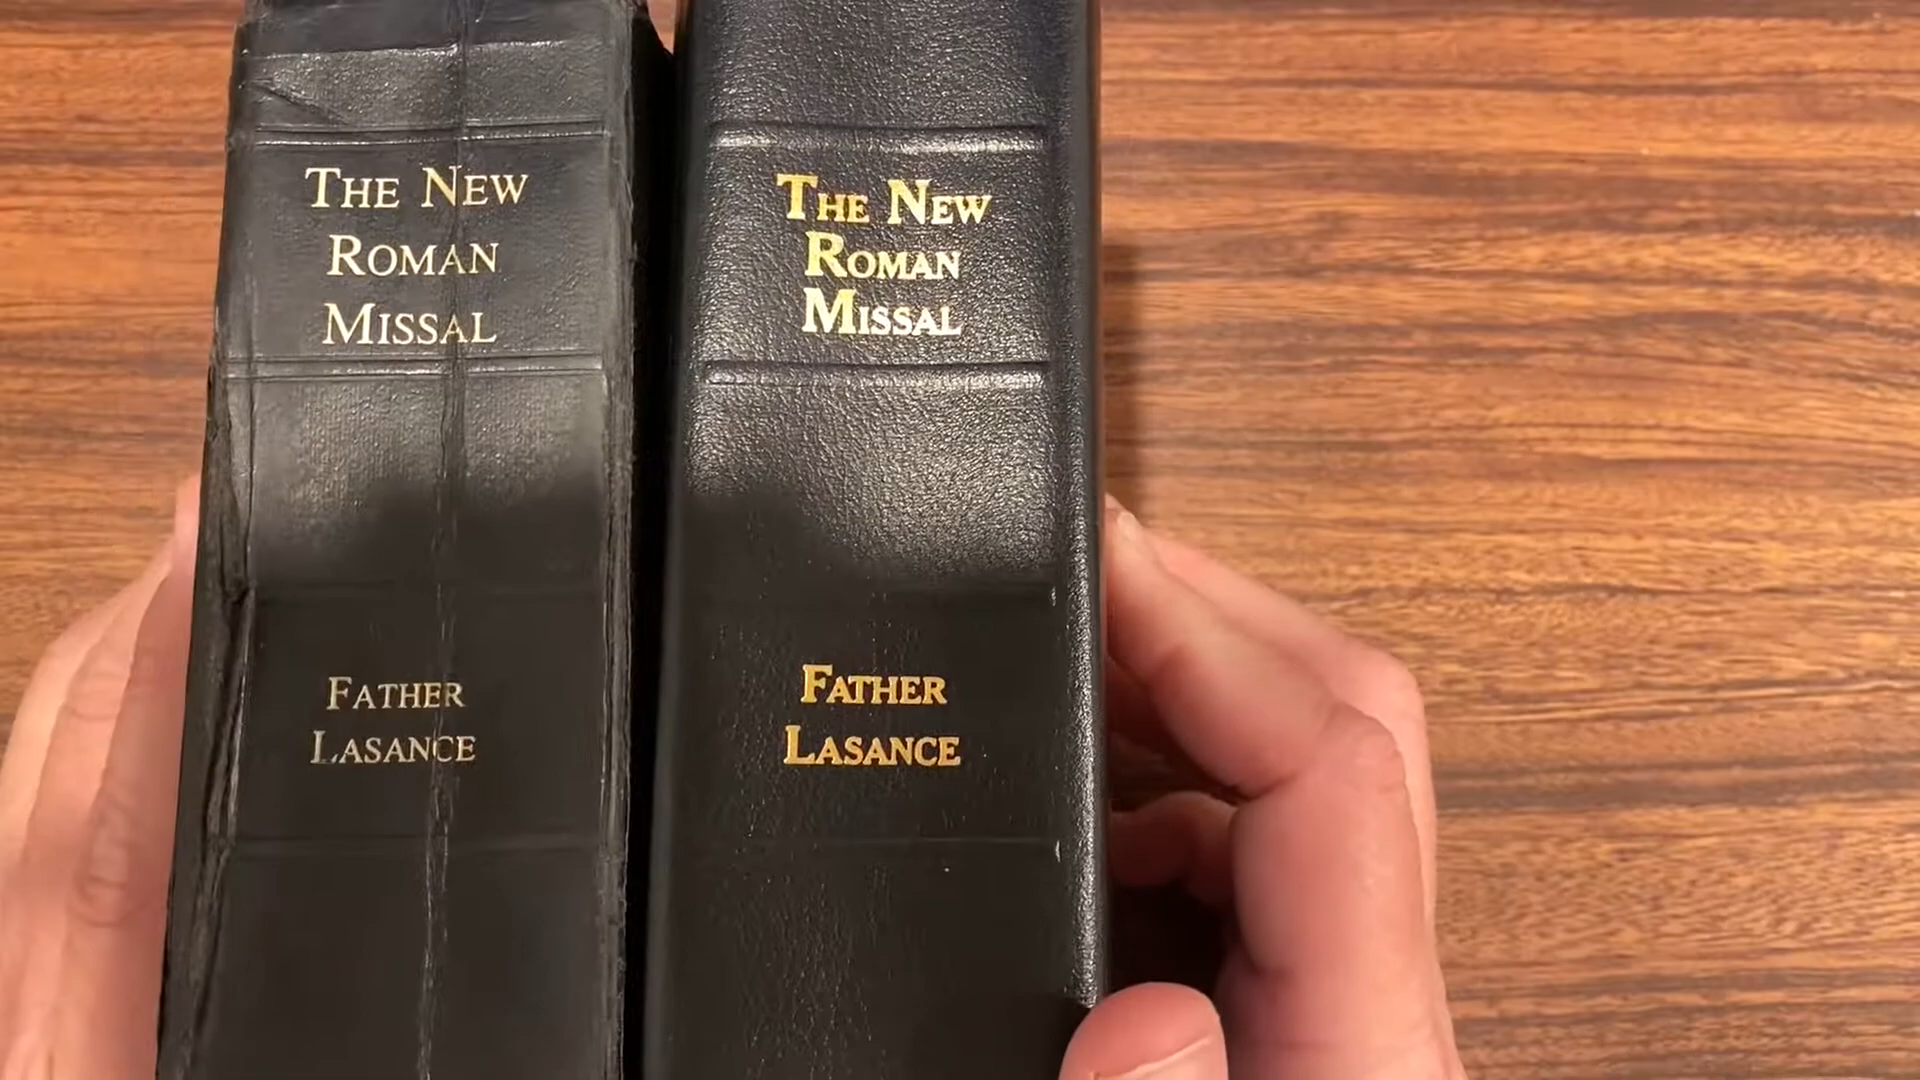 The New
Roman
Missal
Father
Lasance
The New
Roman
Missal
Father
Lasance